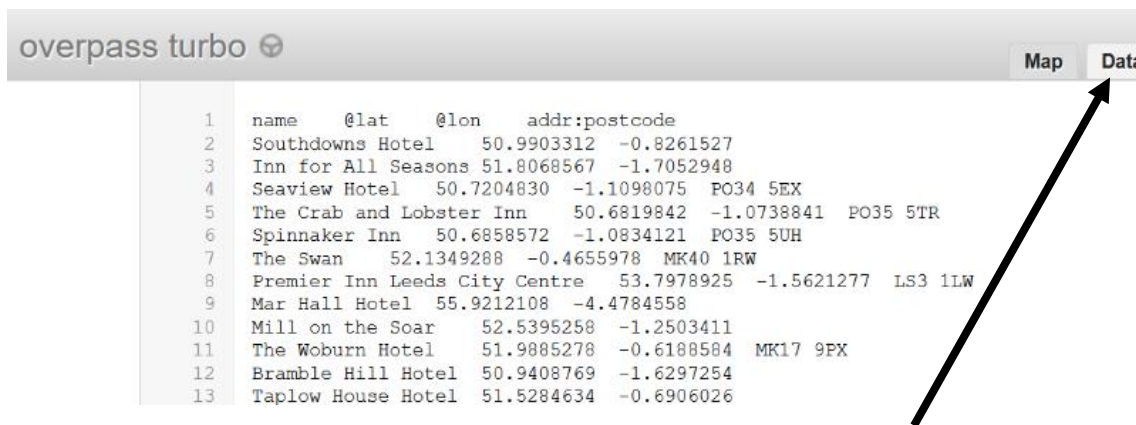 overpass turbo
Map Data
1 name @lat @lon addr:postcode
2 Southdowns Hotel 50.9903312 -0.8261527
3 Inn for All Seasons 51.8068567 -1.7052948
4 Seaview Hotel 50.7204830 -1.1098075 PO34 5EX
5 The Crab and Lobster Inn 50.6819842 -1.0738841 PO35 5TR
6 Spinnaker Inn 50.6858572 -1.0834121 PO35 5UH
7 The Swan 52.1349288 -0.4655978 MK40 1RW
8 Premier Inn Leeds City Centre 53.7978925 -1.5621277 LS3 1LW
9 Mar Hall Hotel 55.9212108 -4.4784558
10 Mill on the Soar 52.5395258 -1.2503411
11 The Woburn Hotel 51.9885278 -0.6188584 MK17 9PX
12 Bramble Hill Hotel 50.9408769 -1.6297254
13 Taplow House Hotel 51.5284634 -0.6906026